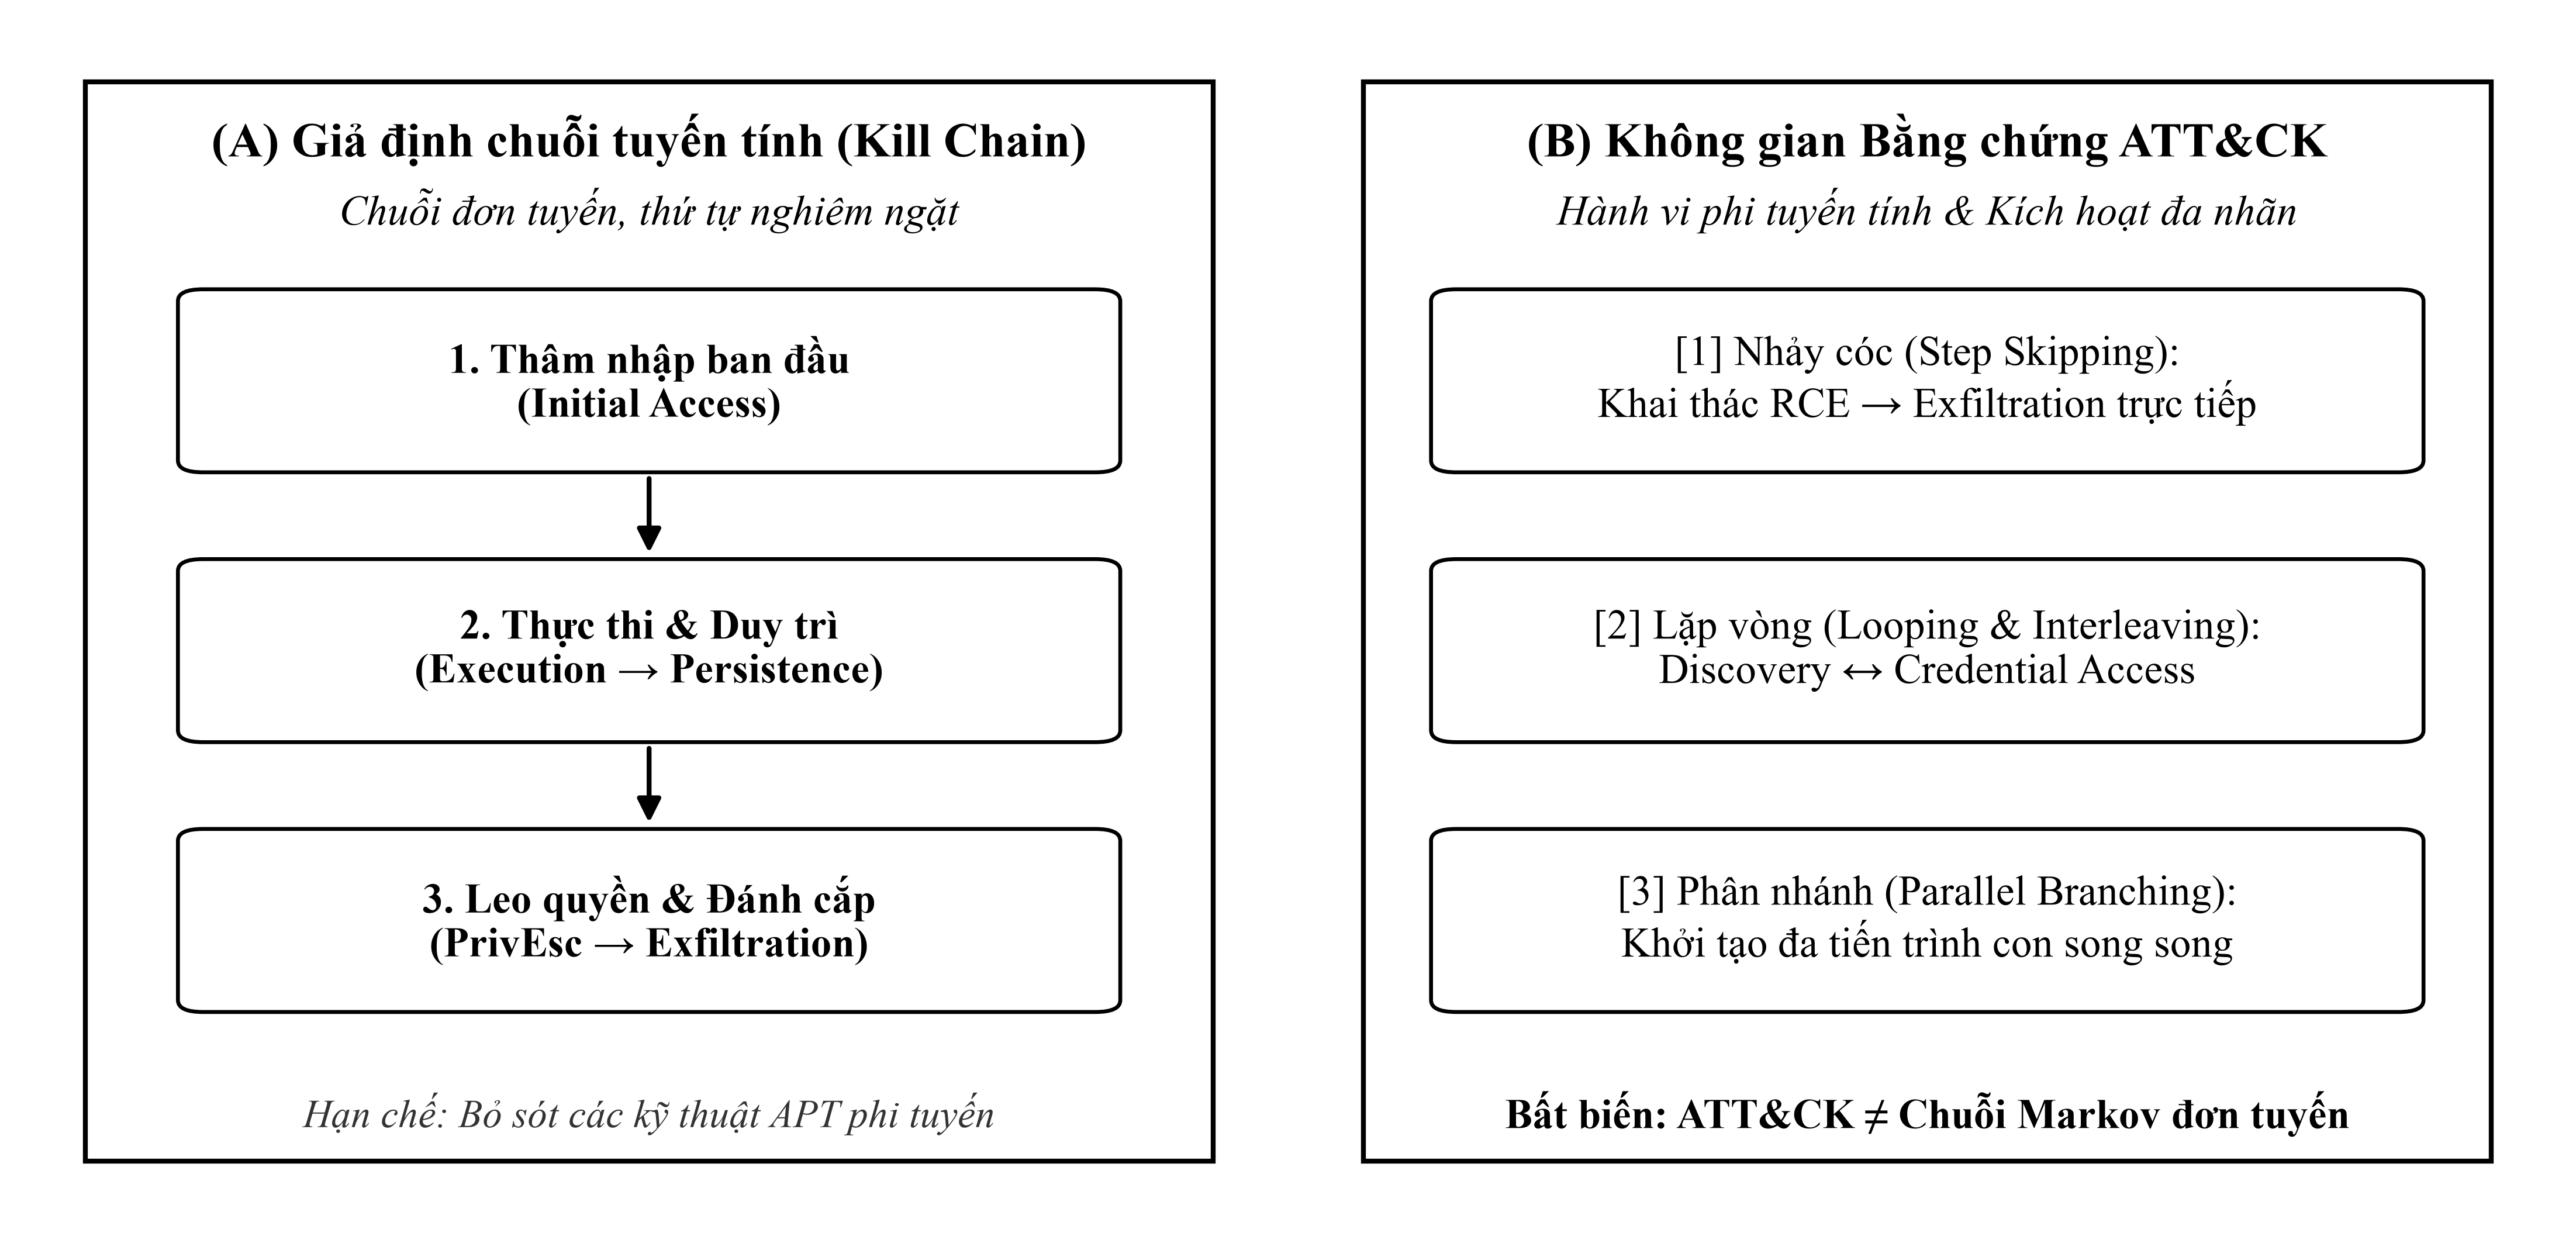 (A) Giả định chuỗi tuyến tính (Kill Chain)
Chuỗi đơn tuyến, thứ tự nghiêm ngặt
1. Thâm nhập ban đầu
(Initial Access)
2. Thực thi & Duy trì
(Execution → Persistence)
3. Leo quyền & Đánh cắp
(PrivEsc → Exfiltration)
Hạn chế: Bỏ sót các kỹ thuật APT phi tuyến
(B) Không gian Bằng chứng ATT&CK
Hành vi phi tuyến tính & Kích hoạt đa nhãn
[1] Nhảy cóc (Step Skipping):
Khai thác RCE → Exfiltration trực tiếp
[2] Lặp vòng (Looping & Interleaving):
Discovery ↔ Credential Access
[3] Phân nhánh (Parallel Branching):
Khởi tạo đa tiến trình con song song
Bất biến: ATT&CK ≠ Chuỗi Markov đơn tuyến